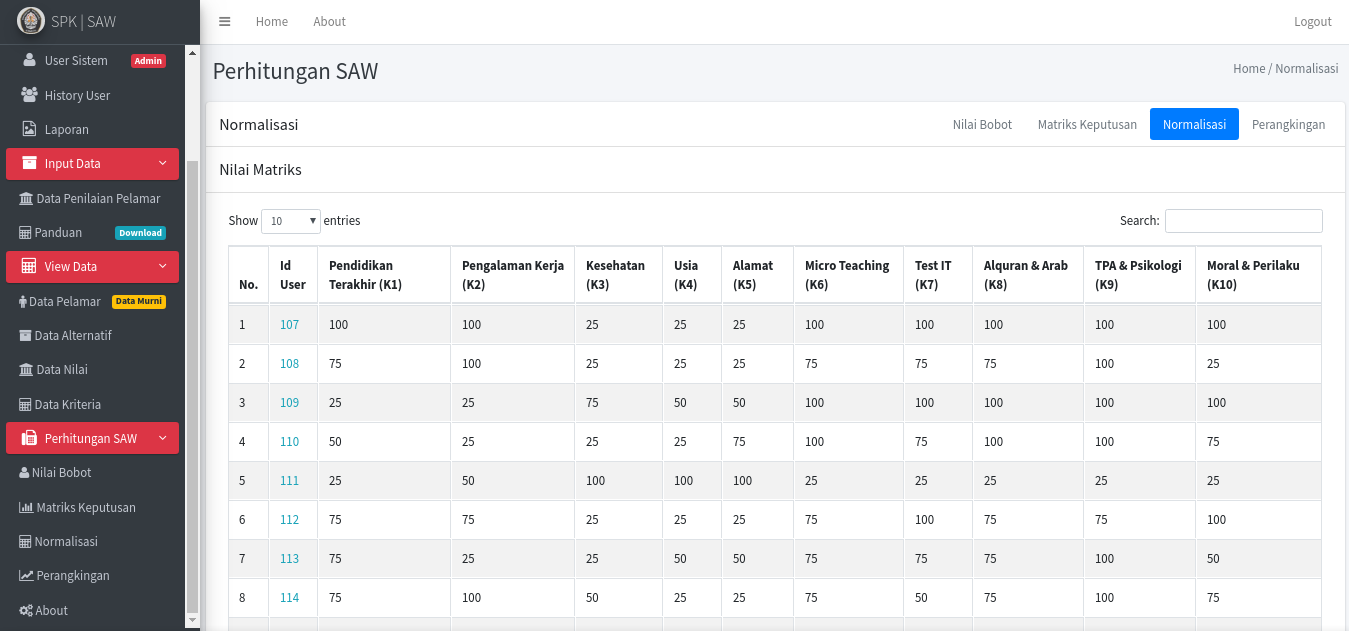 SPK | SAW
Home
About
Logout
User Sistem Admin
History User
Laporan
Input Data
Data Penilaian Pelamar
Panduan Download
View Data
Data Pelamar Data Murni
Data Alternatif
Data Nilai
Data Kriteria
Perhitungan SAW
Nilai Bobot
Matriks Keputusan
Normalisasi
Perangkingan
About
Perhitungan SAW
Home / Normalisasi
Normalisasi
Nilai Bobot
Matriks Keputusan
Normalisasi
Perangkingan
Nilai Matriks
Show 10 entries
Search:
No. Id User Pendidikan Terakhir (K1) Pengalaman Kerja (K2) Kesehatan (K3) Usia (K4) Alamat (K5) Micro Teaching (K6) Test IT (K7) Alquran & Arab (K8) TPA & Psikologi (K9) Moral & Perilaku (K10)
1 107 100 100 25 25 25 100 100 100 100 100
2 108 75 100 25 25 25 75 75 75 100 25
3 109 25 25 75 50 50 100 100 100 100 100
4 110 50 25 25 25 75 100 75 100 100 75
5 111 25 50 100 100 100 25 25 25 25 25
6 112 75 75 25 25 25 75 100 75 75 100
7 113 75 25 25 50 50 75 75 75 100 50
8 114 75 100 50 25 25 75 50 75 100 75